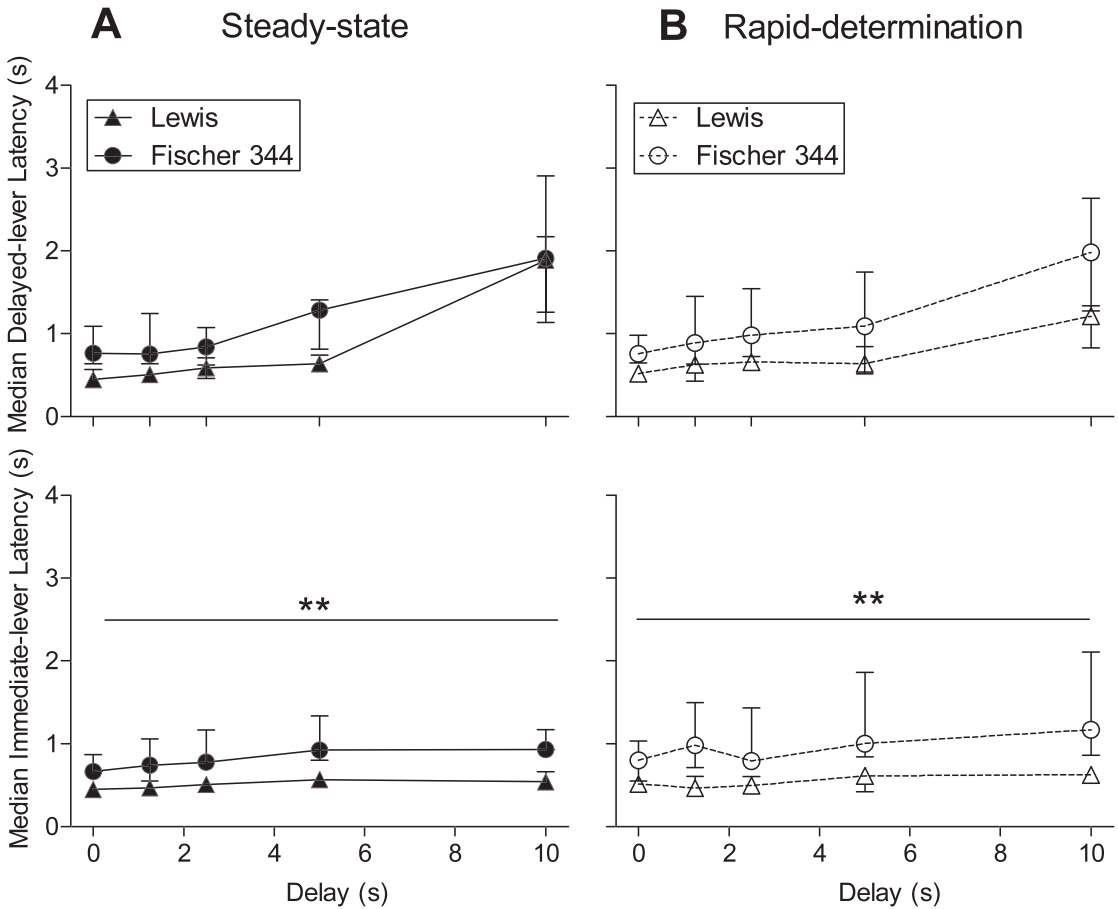 A Steady-state
B Rapid-determination
Median Delayed-lever Latency (s)
4
3
2
1
0
Lewis
Fischer 344
Lewis
Fischer 344
Median Immediate-lever Latency (s)
4
3
2
1
0
**
**
0 2 4 6 8 10
Delay (s)
0 2 4 6 8 10
Delay (s)